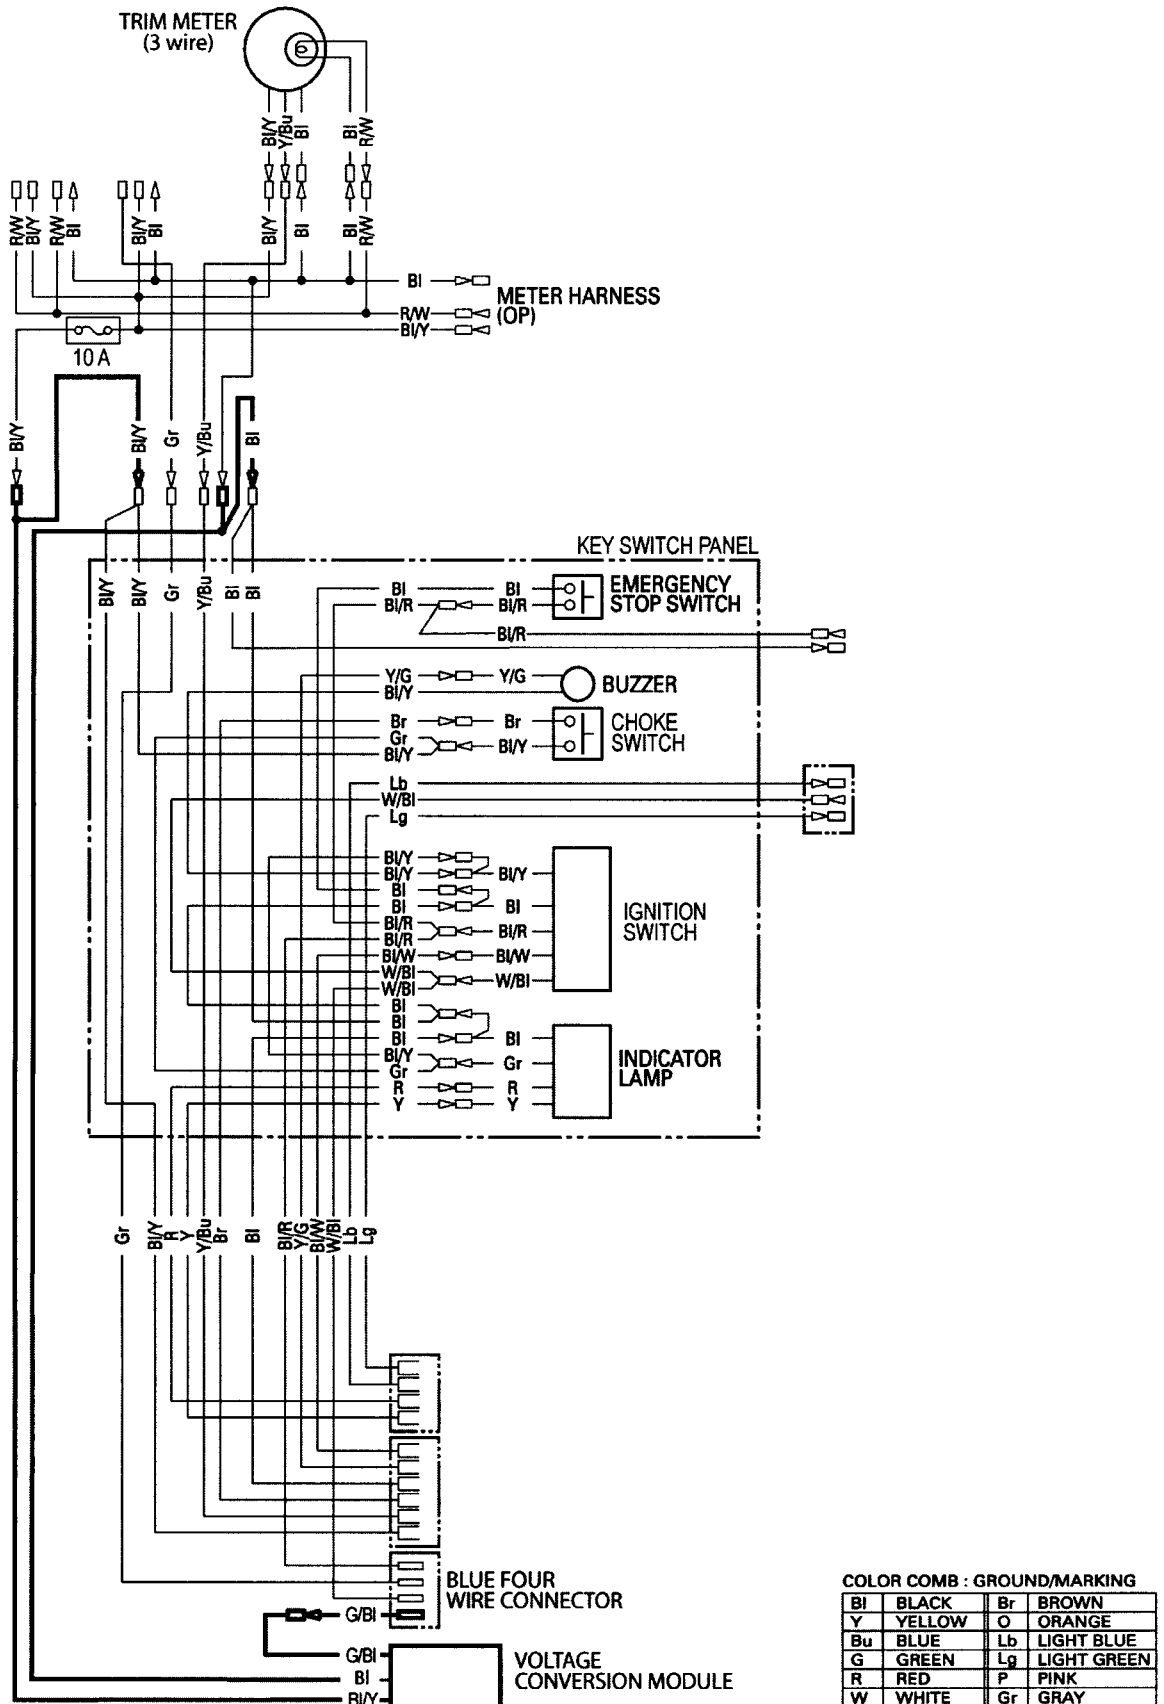 TRIM METER
(3 wire)
Bl/Y
Y/Bu
Bl
Bl
R/W
R/W
Bl/Y
R/W
Bl
Bl/Y
Bl
Bl/Y
Bl
Bl
R/W
Bl
METER HARNESS
R/W
(OP)
Bl/Y
10 A
Bl/Y
Bl/Y
Gr
Y/Bu
Bl
KEY SWITCH PANEL
Bl/Y
Bl/Y
Gr
Y/Bu
Bl
Bl
Bl
Bl
EMERGENCY
Bl/R
Bl/R
STOP SWITCH
Bl/R
Y/G
Y/G
BUZZER
Bl/Y
Br
Br
CHOKE
Gr
SWITCH
Bl/Y
Bl/Y
Lb
W/Bl
Lg
Bl/Y
Bl/Y
Bl/Y
Bl
Bl
Bl
IGNITION
Bl/R
Bl/R
SWITCH
Bl/R
Bl/W
Bl/W
W/Bl
W/Bl
W/Bl
Bl
Bl
Bl
Bl
Bl/Y
Gr
INDICATOR
Gr
LAMP
R
R
Y
Y
Gr
Bl/Y
R
Y
Y/Bu
Br
Bl
Bl/R
Y/G
Bl/W
W/Bl
Lb
Lg
BLUE FOUR
WIRE CONNECTOR
G/Bl
G/Bl
VOLTAGE
Bl
CONVERSION MODULE
Bl/Y
COLOR COMB : GROUND/MARKING
Bl BLACK Br BROWN
Y YELLOW O ORANGE
Bu BLUE Lb LIGHT BLUE
G GREEN Lg LIGHT GREEN
R RED P PINK
W WHITE Gr GRAY